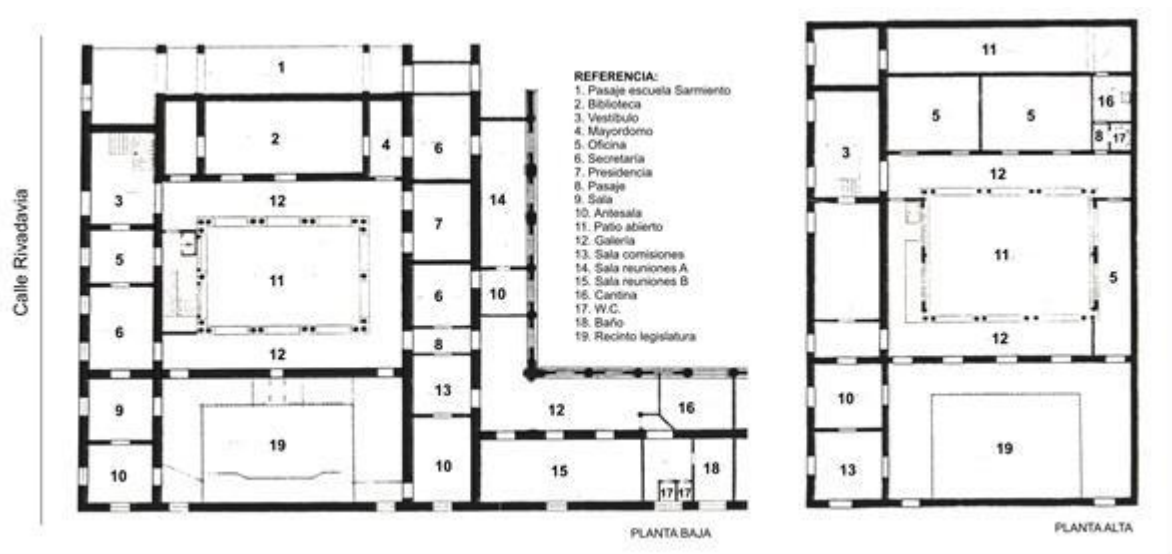 Calle Rivadavia
1
2
4
6
3
12
14
5
7
11
10
6
6
8
12
13
9
12
16
19
10
10
15
18
17
17
PLANTA BAJA
REFERENCIA:
1. Pasaje escuela Sarmiento
2. Biblioteca
3. Vestíbulo
4. Mayordomo
5. Oficina
6. Secretaría
7. Presidencia
8. Pasaje
9. Sala
10. Antesala
11. Patio abierto
12. Galería
13. Sala comisiones
14. Sala reuniones A
15. Sala reuniones B
16. Cantina
17. W.C.
18. Baño
19. Recinto legislatura
11
16
5
5
8
17
3
12
11
5
12
10
19
13
PLANTA ALTA